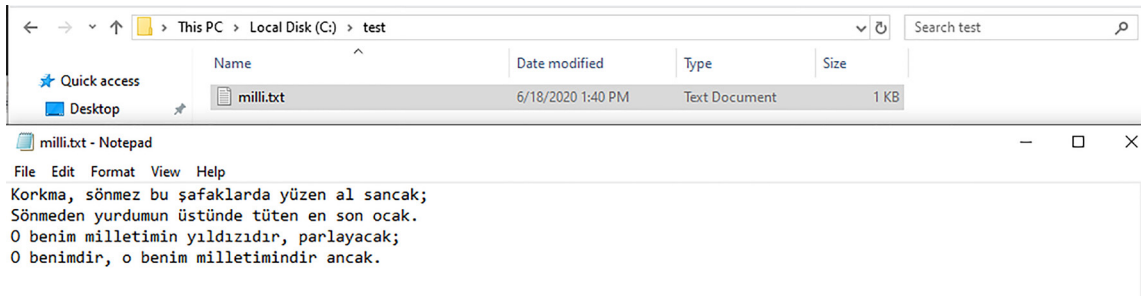 This PC > Local Disk (C:) > test
Search test
Name Date modified Type Size
Quick access
Desktop
milli.txt 6/18/2020 1:40 PM Text Document 1 KB
milli.txt - Notepad
File Edit Format View Help
Korkma, sönmez bu şafaklarda yüzen al sancak;
Sönmeden yurdumun üstünde tüten en son ocak.
O benim milletimin yıldızıdır, parlayacak;
O benimdir, o benim milletimindir ancak.